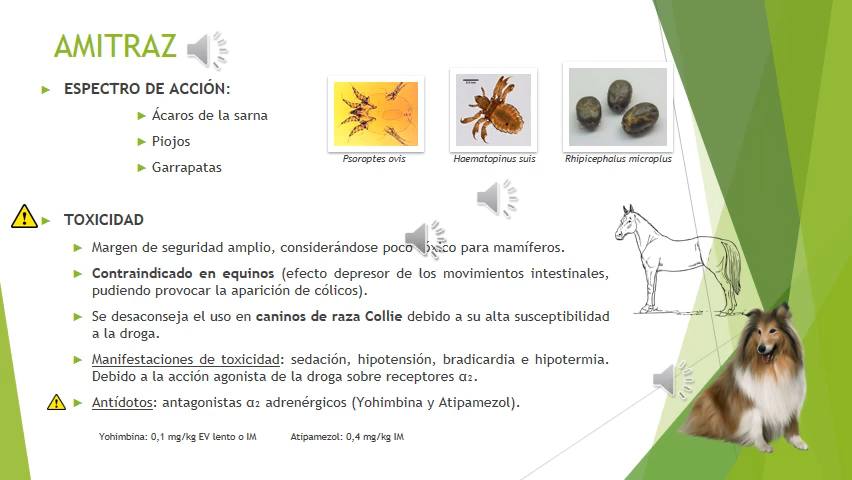 AMITRAZ
ESPECTRO DE ACCIÓN:
Ácaros de la sarna
Piojos
Garrapatas
Psoroptes ovis
Haematopinus suis
Rhipicephalus microplus
TOXICIDAD
Margen de seguridad amplio, considerándose poco tóxico para mamíferos.
Contraindicado en equinos (efecto depresor de los movimientos intestinales,
pudiendo provocar la aparición de cólicos).
Se desaconseja el uso en caninos de raza Collie debido a su alta susceptibilidad
a la droga.
Manifestaciones de toxicidad: sedación, hipotensión, bradicardia e hipotermia.
Debido a la acción agonista de la droga sobre receptores α₂.
Antídotos: antagonistas α₂ adrenérgicos (Yohimbina y Atipamezol).
Yohimbina: 0,1 mg/kg EV lento o IM
Atipamezol: 0,4 mg/kg IM